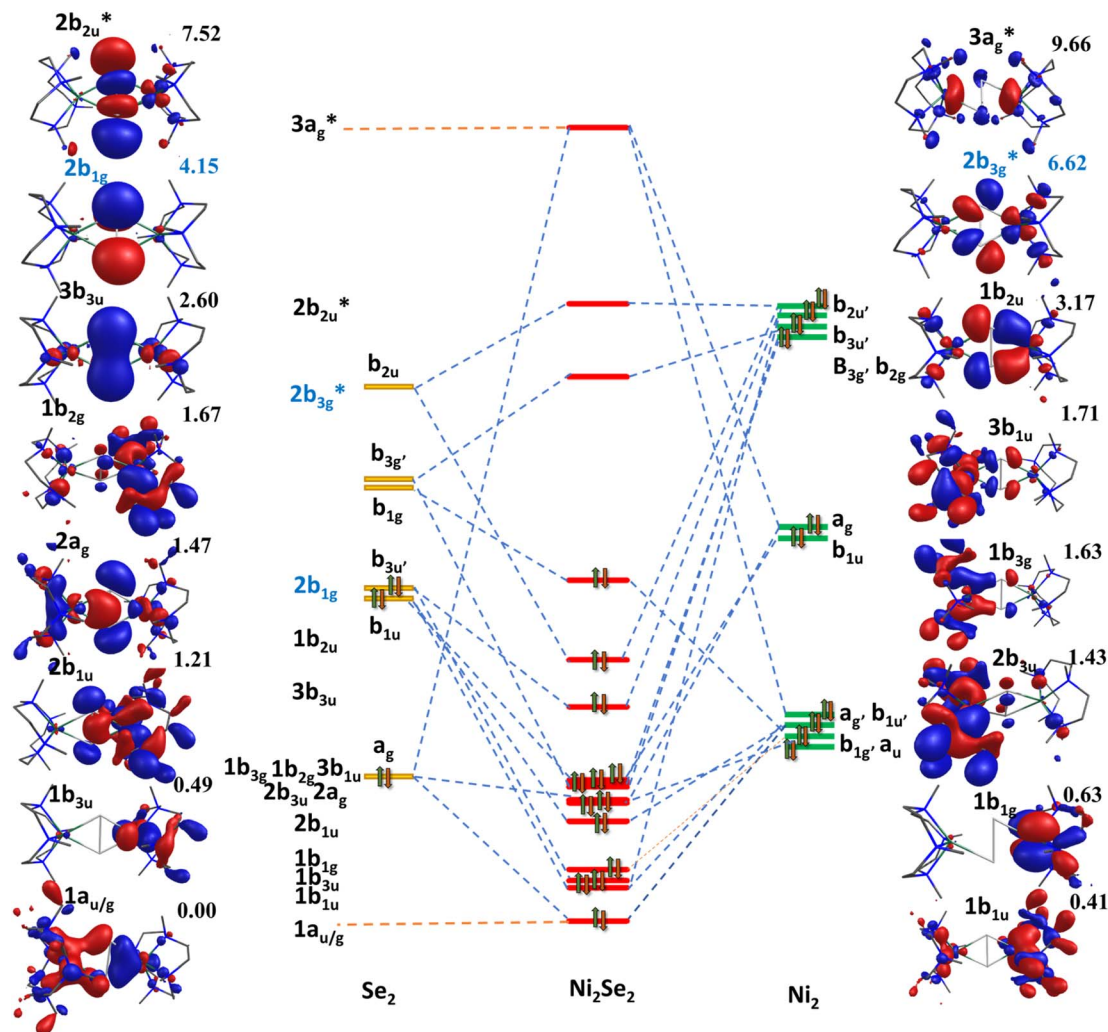 2b2u*
7.52
2b1g
4.15
3b3u
2.60
1b2g
1.67
2ag
1.47
2b1u
1.21
1b3u
0.49
1au/g
0.00
3ag*
2b2u*
2b3g*
2b1g
1b2u
3b3u
1b3g 1b2g 3b1u
2b3u 2ag
2b1u
1b1g
1b3u
1b1u
1au/g
b2u
b3g'
b1g
b3u'
b1u
ag
Se2
Ni2Se2
b2u'
b3u'
B3g' b2g
ag
b1u
ag' b1u'
b1g' au
Ni2
3ag*
9.66
2b3g*
6.62
1b2u
3.17
3b1u
1.71
1b3g
1.63
2b3u
1.43
1b1g
0.63
1b1u
0.41